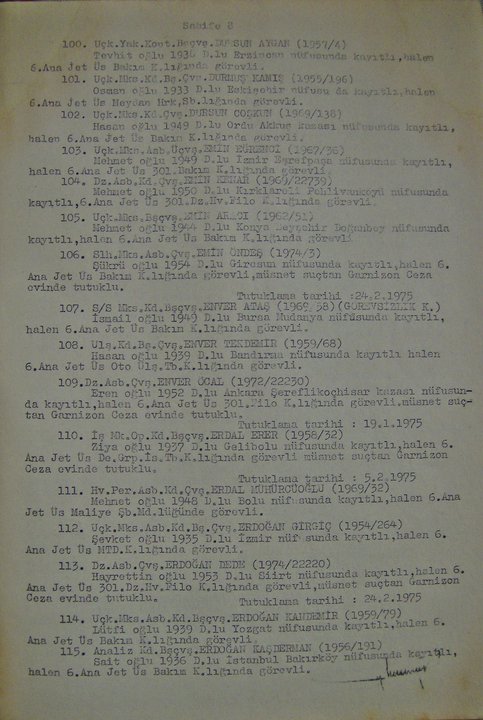 Sahife 8
100. Uçk.Ynk.Kont.Bşçvş.DURSUN AYHAN (1957/4)
Tevhit oğlu 1936 D.lu Erzincan nüfusunda kayıtlı,halen
6.Ana Jet Üs Bakım K.lığında görevli.
101. Uçk.Mks.Kd.Bş.Çvş.DURMUŞ KAMIŞ (1955/196)
Osman oğlu 1933 D.lu Eskişehir nüfusu da kayıtlı,halen
6.Ana Jet Üs Meydan Hrk,Sb.lığında görevli.
102. Uçk.Mks.Kd.Çvş.DURSUN COŞKUN (1969/138)
Hasan oğlu 1949 D.lu Ordu Akkuş kazası nüfusunda kayıtlı,
halen 6.Ana Jet Üs Bakım K.lığında görevli.
103. Uçk.Mks.Asb.Üçvş.EMİN EĞRENCİ (1967/36)
Mehmet oğlu 1949 D.lu İzmir Eşrefpaşa nüfusunda kayıtlı,
halen 6.Ana Jet Üs 301.Bakım K.lığında görevli.
104. Dz.Asb.Kd.Çvş.EMİN KENAR (1969/22739)
Mehmet oğlu 1950 D.lu Kırklareli Pehlivanköyü nüfusunda
kayıtlı,6.Ana Jet Üs 301.Dz.Hv.Filo K.lığında görevli.
105. Uçk.Mks.Bşçvş.EMİN (1962/51)
Mehmet oğlu 1944 D.lu Konya Beyşehir Doğanbey nüfusunda
kayıtlı,halen 6.Ana Jet Üs Bakım K.lığında görevli
106. Slh.Mks.Asb.Çvş.EMİN ÖNDEŞ (1974/3)
Şükrü oğlu 1954 D.lu Giresun nüfusunda kayıtlı,halen 6.
Ana Jet Üs Bakım K.lığında görevli,müsnet suçtan Garnizon Ceza
evinde tutuklu.
Tutuklama tarihi :24.2.1975
107. S/S Mks.Kd.Bşçvş.ENVER ATAŞ (1969 58) (GÖREVSİZLİK K.)
İsmail oğlu 1949 D.lu Bursa Mudanya nüfüsunda kayıtlı,
halen 6.Ana Jet Üs Bakım K.lığında görevli.
108. Ulş.Kd.Bş.Çvş.ENVER TEKDEMİR (1959/68)
Hasan oğlu 1939 D.lu Bandırma nüfusunda kayıtlı halen
6.Ana Jet Üs Oto Ulş.Tb.K.lığında görevli.
109.Dz.Asb.Çvş.ENVER ÖCAL (1972/22230)
Eren oğlu 1952 D.lu Ankara Şereflikoçhisar kazası nüfusun-
da kayıtlı,halen 6.Ana Jet Üs 301.Filo K.lığında görevli.müsnet suç-
tan Garnizon Ceza evinde tutuklu.
Tutuklama tarihi : 19.1.1975
110. İş Mk.Op.Kd.Bşçvş.ERDAL ERER (1958/32)
Ziya oğlu 1937 D.lu Gelibolu nüfusunda kayıtlı,halen 6.
Ana Jet Üs De.Grp.İs.Tb.K.lığında görevli müsnet suçtan Garnizon
Ceza evinde tutuklu.
Tutuklama tarihi : 5.2.1975
111. Hv.Per.Asb.Kd.Çvş.ERDAL MÜHÜRCÜOĞLU (1969/32)
Mehmet oğlu 1948 D.lu Bolu nüfusunda kayıtlı,halen 6.Ana
Jet Üs Maliye Şb.Md.lüğünde görevli.
112. Uçk.Mks.Asb.Kd.Bş.Çvş.ERDOĞAN GİRGİÇ (1954/264)
Şevket oğlu 1935 D.lu İzmir nüfusunda kayıtlı,halen 6.
Ana Jet Üs MTD.K.lığında görevli.
113. Dz.Asb.Çvş.ERDOĞAN DEDE (1974/22220)
Hayrettin oğlu 1953 D.lu Siirt nüfusunda kayıtlı,halen 6.
Ana Jet Üs 301.Dz.Hv.Filo K.lığında görevli,müsnet suçtan Garnizon
Ceza evinde tutuklu.
Tutuklama tarihi : 24.2.1975
114. Uçk.Mks.Asb.Kd.Bşçvş.ERDOĞAN KANDEMİR (1959/79)
Lütfi oğlu 1939 D.lu Yozgat nüfusunda kayıtlı,halen 6.
Ana Jet Üs Bakım K.lığında görevli.
115. Analiz Kd.Bşçvş.ERDOĞAN KAŞDERMAN (1956/191)
Sait oğlu 1936 D.lu İstanbul Bakırköy nüfusunda kayıtlı,
halen 6.Ana Jet Üs Bakım K.lığında görevli.